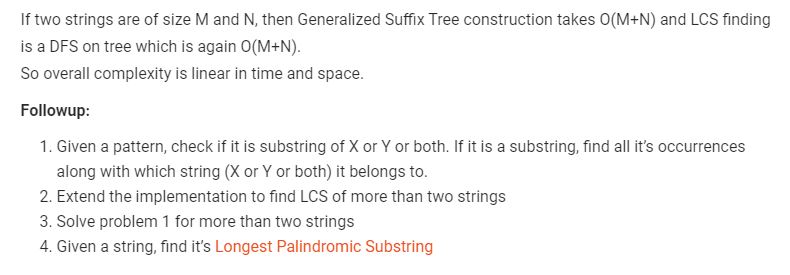 If two strings are of size M and N, then Generalized Suffix Tree construction takes O(M+N) and LCS finding
is a DFS on tree which is again O(M+N).
So overall complexity is linear in time and space.
Followup:
1. Given a pattern, check if it is substring of X or Y or both. If it is a substring, find all it's occurrences
along with which string (X or Y or both) it belongs to.
2. Extend the implementation to find LCS of more than two strings
3. Solve problem 1 for more than two strings
4. Given a string, find it's Longest Palindromic Substring